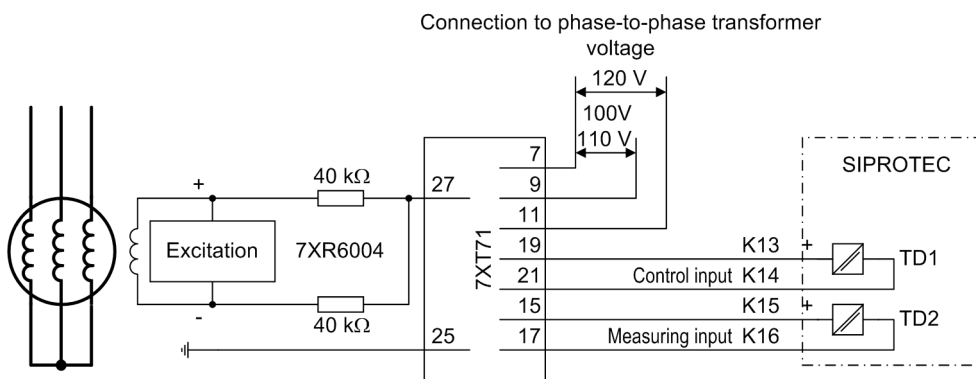 Connection to phase-to-phase transformer
voltage
120 V
100V
110 V
7
9
11
19
21
15
17
27
25
7XT71
40 kΩ
+
Excitation
7XR6004
-
40 kΩ
SIPROTEC
K13 +
TD1
Control input K14
K15 +
TD2
Measuring input K16